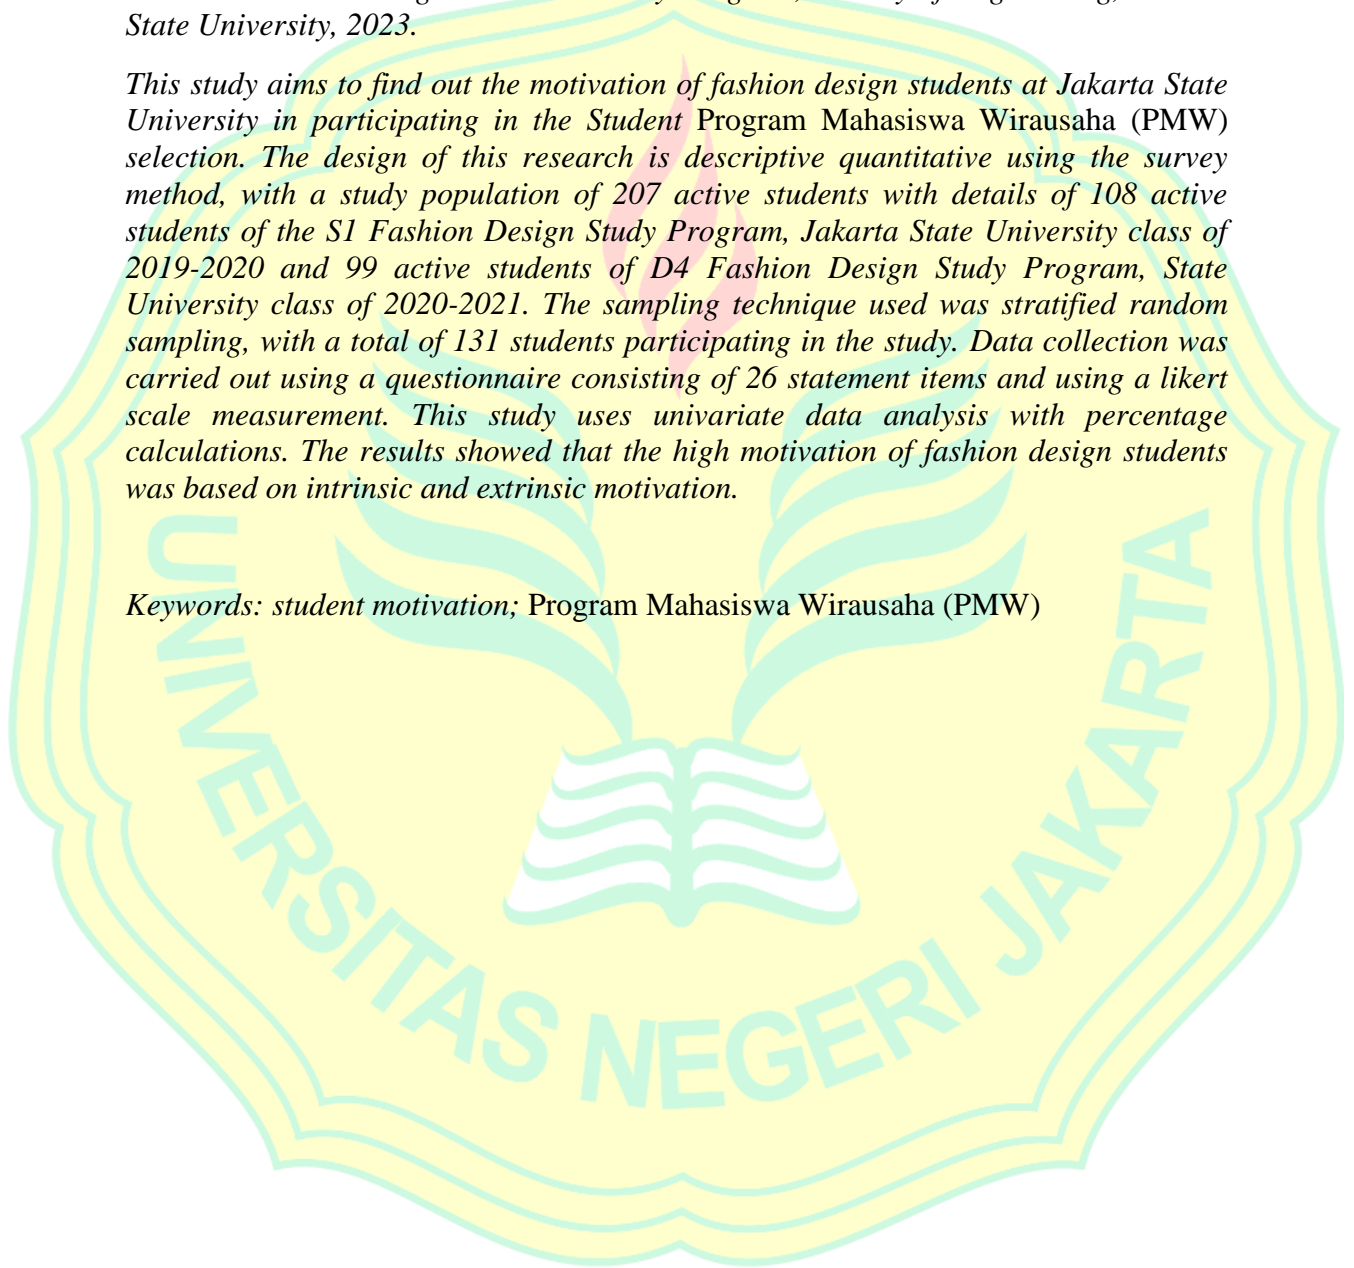 State University, 2023.
This study aims to find out the motivation of fashion design students at Jakarta State
University in participating in the Student Program Mahasiswa Wirausaha (PMW)
selection. The design of this research is descriptive quantitative using the survey
method, with a study population of 207 active students with details of 108 active
students of the S1 Fashion Design Study Program, Jakarta State University class of
2019-2020 and 99 active students of D4 Fashion Design Study Program, State
University class of 2020-2021. The sampling technique used was stratified random
sampling, with a total of 131 students participating in the study. Data collection was
carried out using a questionnaire consisting of 26 statement items and using a likert
scale measurement. This study uses univariate data analysis with percentage
calculations. The results showed that the high motivation of fashion design students
was based on intrinsic and extrinsic motivation.
Keywords: student motivation; Program Mahasiswa Wirausaha (PMW)
UNIVERSITAS NEGERI JAKARTA